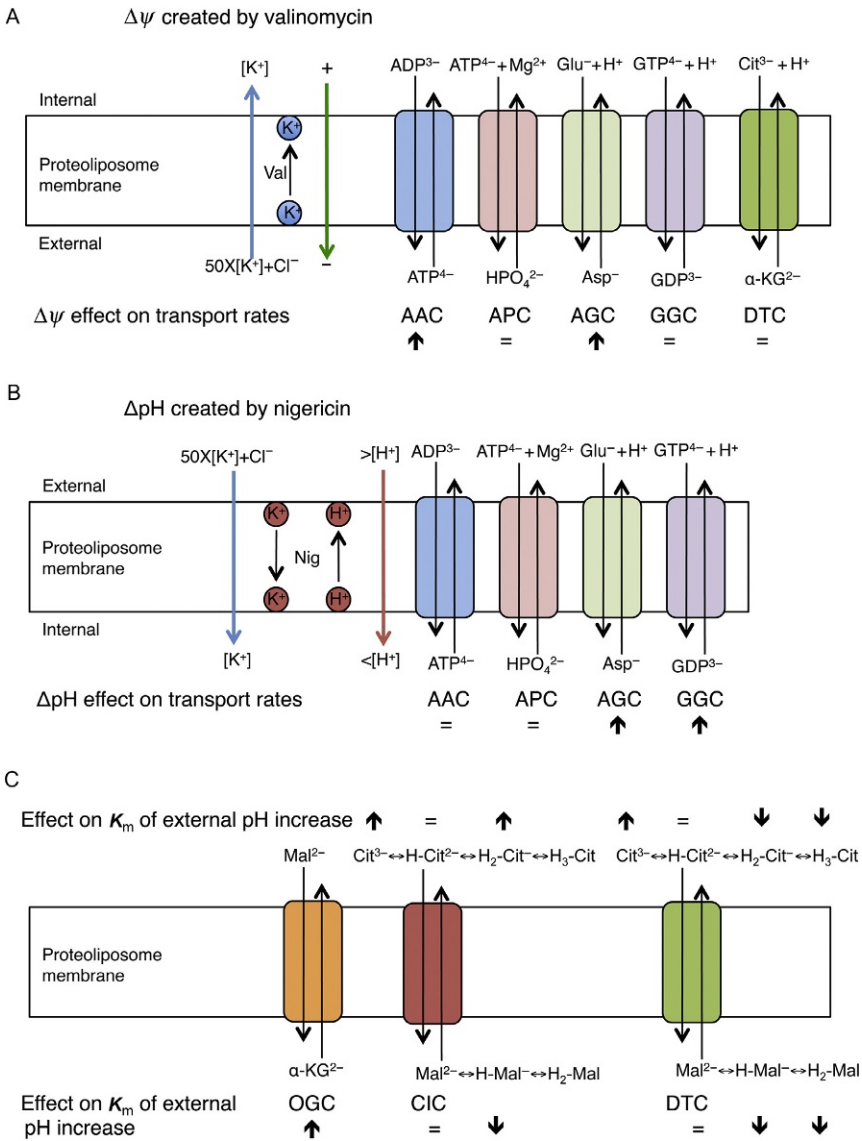 A
Δψ created by valinomycin
[K⁺] + ADP³⁻ ATP⁴⁻+Mg²⁺ Glu⁻+H⁺ GTP⁴⁻+H⁺ Cit³⁻+H⁺
Internal
K⁺
Proteoliposome
membrane
Val
K⁺
External
50X[K⁺]+Cl⁻ − ATP⁴⁻ HPO₄²⁻ Asp⁻ GDP³⁻ α-KG²⁻
Δψ effect on transport rates AAC APC AGC GGC DTC
↑ = ↑ = =
B
ΔpH created by nigericin
50X[K⁺]+Cl⁻ >[H⁺] ADP³⁻ ATP⁴⁻+Mg²⁺ Glu⁻+H⁺ GTP⁴⁻+H⁺
External
K⁺ H⁺
Proteoliposome
membrane
Nig
K⁺ H⁺
Internal
[K⁺] <[H⁺] ATP⁴⁻ HPO₄²⁻ Asp⁻ GDP³⁻
ΔpH effect on transport rates AAC APC AGC GGC
= = ↑ ↑
C
Effect on Kₘ of external pH increase ↑ = ↑ ↑ = ↓ ↓
Mal²⁻ Cit³⁻↔H-Cit²⁻↔H₂-Cit⁻↔H₃-Cit Cit³⁻↔H-Cit²⁻↔H₂-Cit⁻↔H₃-Cit
Proteoliposome
membrane
α-KG²⁻ Mal²⁻↔H-Mal⁻↔H₂-Mal Mal²⁻↔H-Mal⁻↔H₂-Mal
Effect on Kₘ of external OGC CIC DTC
pH increase ↑ = ↓ = ↓ ↓